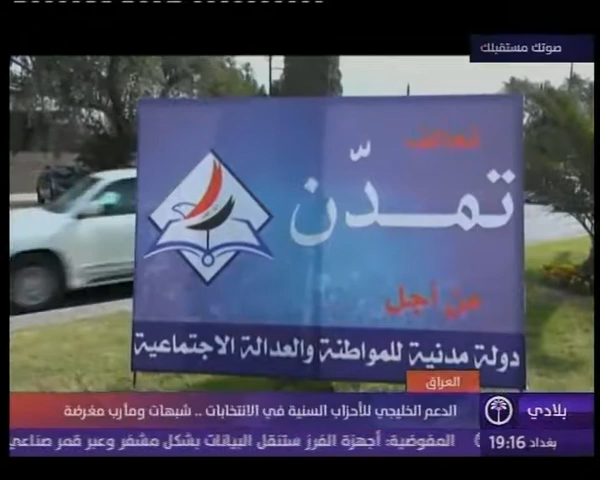 صوتك مستقبلك
تحالف
تمدّن
من أجل
دولة مدنية للمواطنة والعدالة الاجتماعية
العراق
الدعم الخليجي للأحزاب السنية في الانتخابات .. شبهات ومآرب مغرضة
بلادي
المفوضية: أجهزة الفرز ستنقل البيانات بشكل مشفر وعبر قمر صناعي
بغداد 19:16